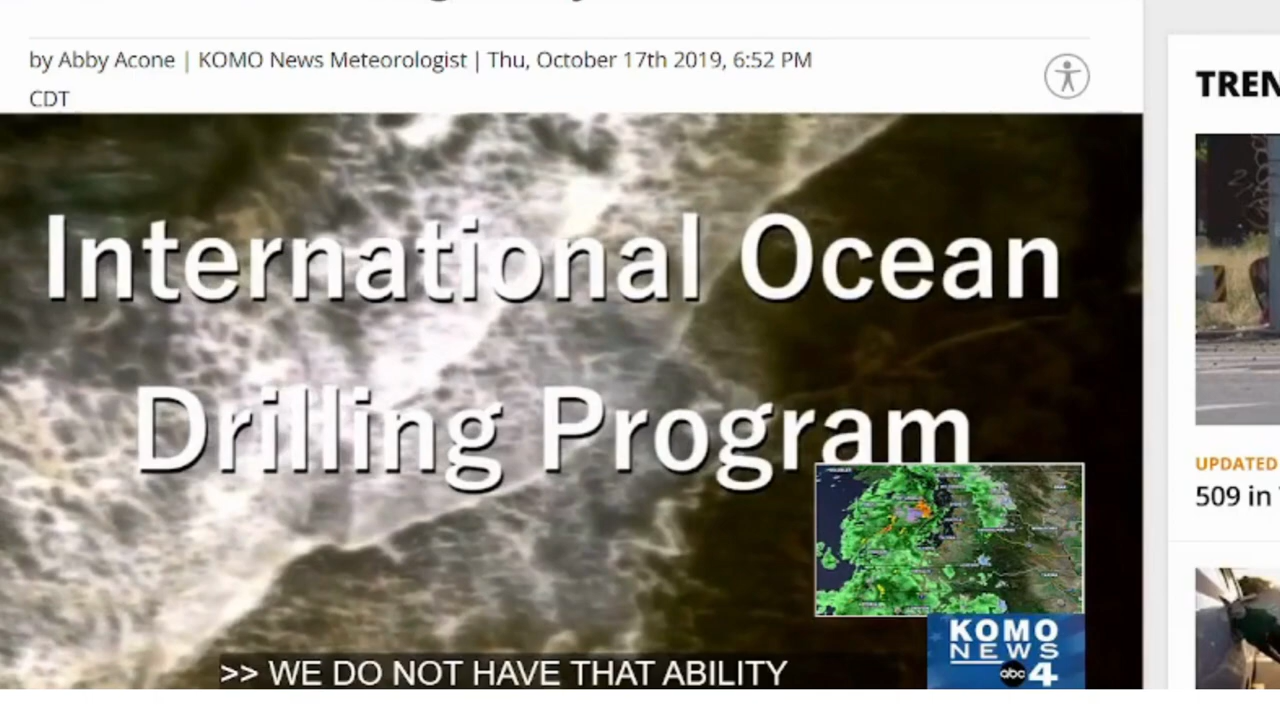 by Abby Acone | KOMO News Meteorologist | Thu, October 17th 2019, 6:52 PM
CDT
TREN
International Ocean
Drilling Program
UPDATED
509 in
KOMO
NEWS
abc 4
>> WE DO NOT HAVE THAT ABILITY